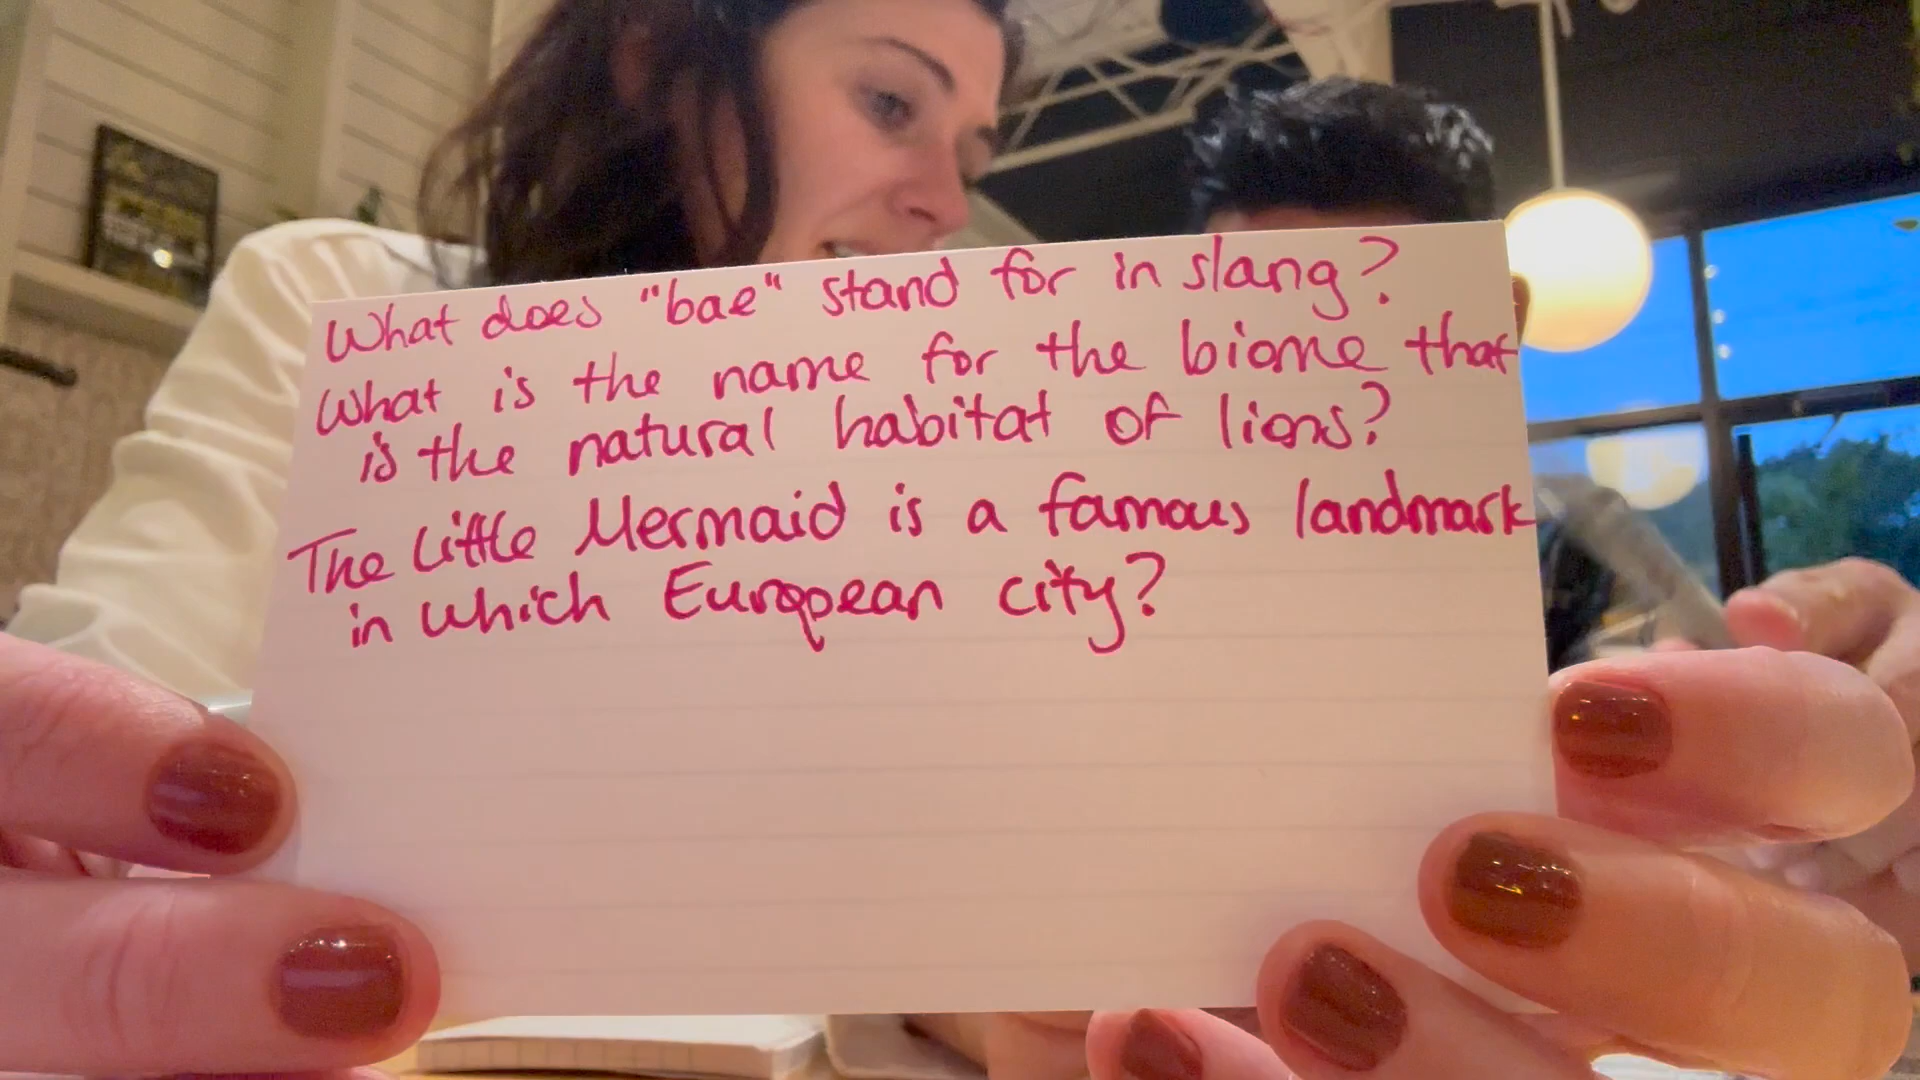 What does "bae" stand for in slang?
What is the name for the biome that
is the natural habitat of lions?
The Little Mermaid is a famous landmark
in which European city?